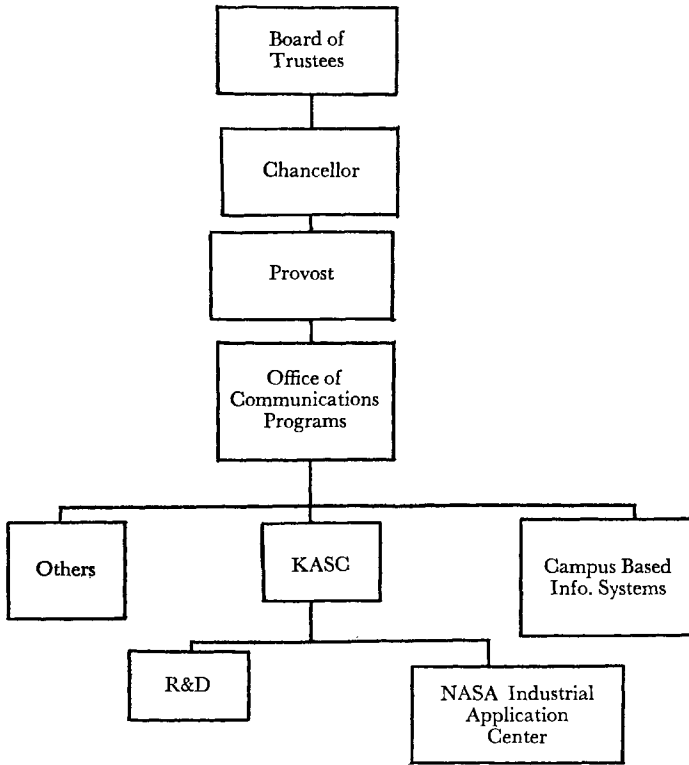 Board of
Trustees
Chancellor
Provost
Office of
Communications
Programs
Others
KASC
Campus Based
Info. Systems
R&D
NASA Industrial
Application
Center